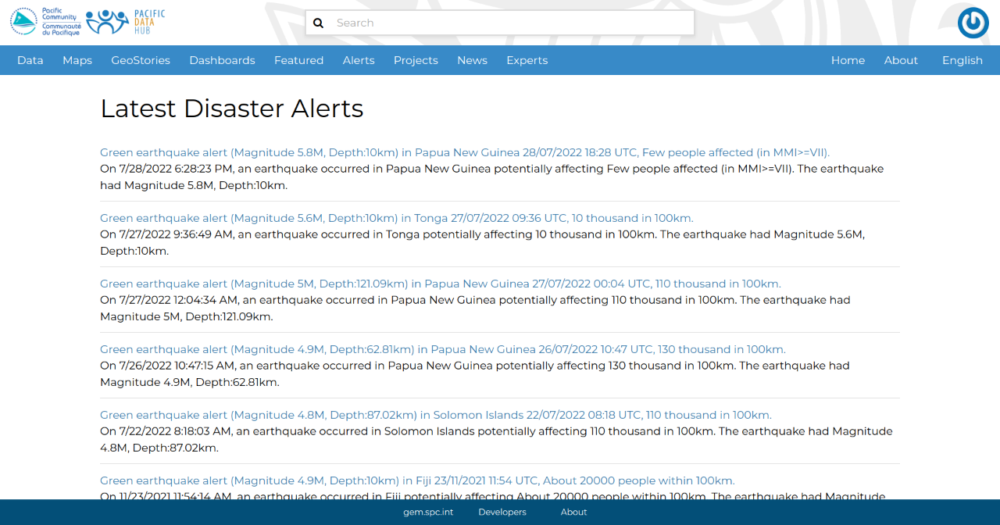 Pacific
Community
Communauté
du Pacifique
PACIFIC
DATA
HUB
Search
Data Maps GeoStories Dashboards Featured Alerts Projects News Experts Home About English
Latest Disaster Alerts
Green earthquake alert (Magnitude 5.8M, Depth:10km) in Papua New Guinea 28/07/2022 18:28 UTC, Few people affected (in MMI>=VII).
On 7/28/2022 6:28:23 PM, an earthquake occurred in Papua New Guinea potentially affecting Few people affected (in MMI>=VII). The earthquake
had Magnitude 5.8M, Depth:10km.
Green earthquake alert (Magnitude 5.6M, Depth:10km) in Tonga 27/07/2022 09:36 UTC, 10 thousand in 100km.
On 7/27/2022 9:36:49 AM, an earthquake occurred in Tonga potentially affecting 10 thousand in 100km. The earthquake had Magnitude 5.6M,
Depth:10km.
Green earthquake alert (Magnitude 5M, Depth:121.09km) in Papua New Guinea 27/07/2022 00:04 UTC, 110 thousand in 100km.
On 7/27/2022 12:04:34 AM, an earthquake occurred in Papua New Guinea potentially affecting 110 thousand in 100km. The earthquake had
Magnitude 5M, Depth:121.09km.
Green earthquake alert (Magnitude 4.9M, Depth:62.81km) in Papua New Guinea 26/07/2022 10:47 UTC, 130 thousand in 100km.
On 7/26/2022 10:47:15 AM, an earthquake occurred in Papua New Guinea potentially affecting 130 thousand in 100km. The earthquake had
Magnitude 4.9M, Depth:62.81km.
Green earthquake alert (Magnitude 4.8M, Depth:87.02km) in Solomon Islands 22/07/2022 08:18 UTC, 110 thousand in 100km.
On 7/22/2022 8:18:03 AM, an earthquake occurred in Solomon Islands potentially affecting 110 thousand in 100km. The earthquake had Magnitude
4.8M, Depth:87.02km.
Green earthquake alert (Magnitude 4.9M, Depth:10km) in Fiji 23/11/2021 11:54 UTC, About 20000 people within 100km.
On 11/23/2021 11:54:14 AM, an earthquake occurred in Fiji potentially affecting About 20000 people within 100km. The earthquake had Magnitude
gem.spc.int Developers About